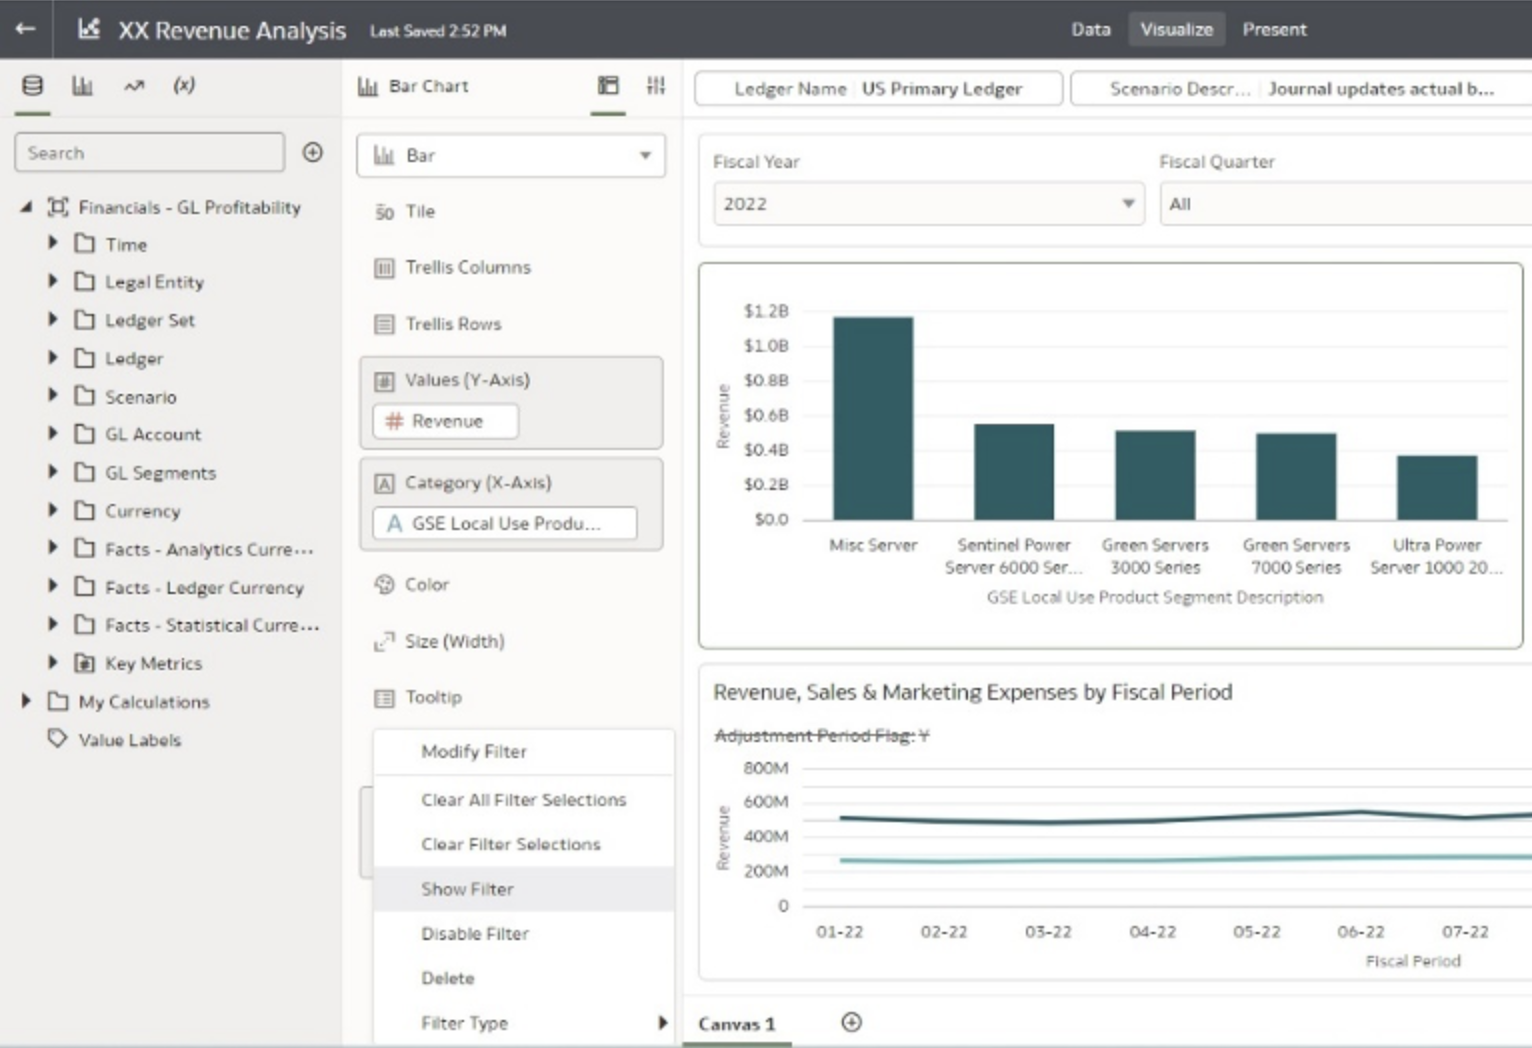 XX Revenue Analysis Last Saved 2:52 PM
Data Visualize Present
(x)
Search
Financials - GL Profitability
Time
Legal Entity
Ledger Set
Ledger
Scenario
GL Account
GL Segments
Currency
Facts - Analytics Curre...
Facts - Ledger Currency
Facts - Statistical Curre...
Key Metrics
My Calculations
Value Labels
Bar Chart
Bar
Tile
Trellis Columns
Trellis Rows
Values (Y-Axis)
# Revenue
Category (X-Axis)
A GSE Local Use Produ...
Color
Size (Width)
Tooltip
Modify Filter
Clear All Filter Selections
Clear Filter Selections
Show Filter
Disable Filter
Delete
Filter Type
Ledger Name US Primary Ledger
Scenario Descr... Journal updates actual b...
Fiscal Year
2022
Fiscal Quarter
All
$1.2B
$1.0B
$0.8B
$0.6B
$0.4B
$0.2B
$0.0
Revenue
Misc Server
Sentinel Power
Server 6000 Ser...
Green Servers
3000 Series
Green Servers
7000 Series
Ultra Power
Server 1000 20...
GSE Local Use Product Segment Description
Revenue, Sales & Marketing Expenses by Fiscal Period
Adjustment Period Flag: Y
800M
600M
400M
200M
0
Revenue
01-22 02-22 03-22 04-22 05-22 06-22 07-22
Fiscal Period
Canvas 1